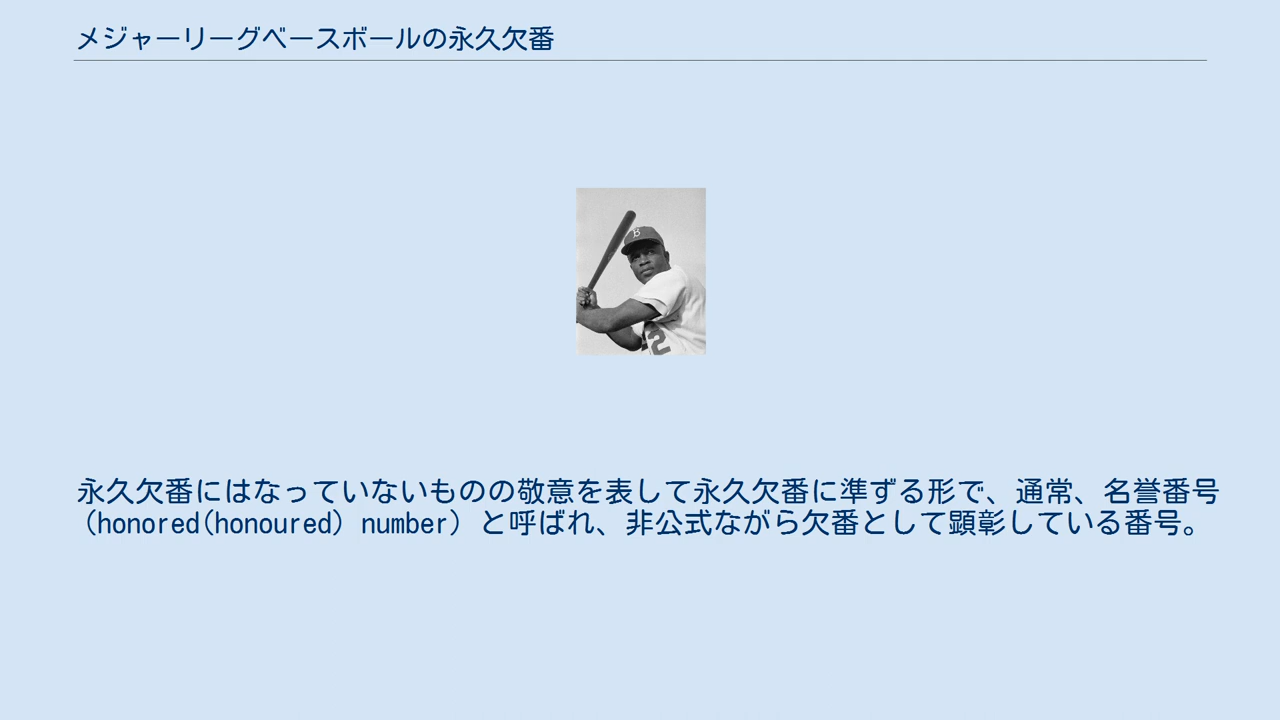 メジャーリーグベースボールの永久欠番
B
2
永久欠番にはなっていないものの敬意を表して永久欠番に準ずる形で、通常、名誉番号
(honored(honoured) number) と呼ばれ、非公式ながら欠番として顕彰している番号。